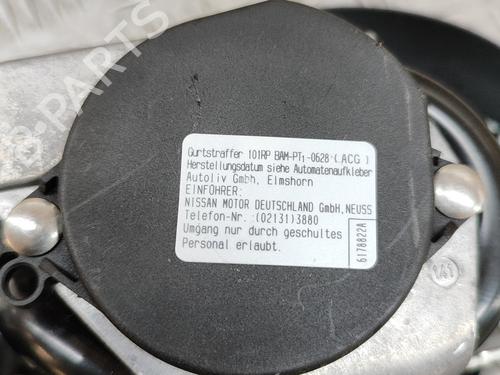 Gurtstraffer 101RP BAM-PT1-0628 (ACG)
Herstellungsdatum siehe Automatenaufkleber
Autoliv GmbH, Elmshorn
EINFÜHRER:
NISSAN MOTOR DEUTSCHLAND GmbH,NEUSS
Telefon-Nr.:(02131)3880
Umgang nur durch geschultes
Personal erlaubt.
6178822A
141